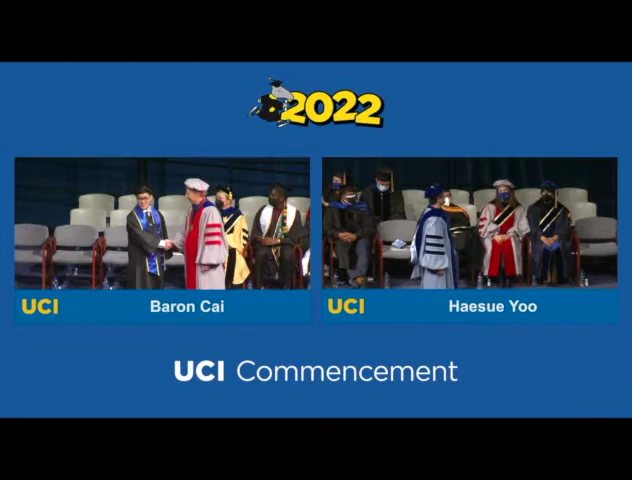 2022
UCI
Baron Cai
UCI
Haesue Yoo
UCI Commencement